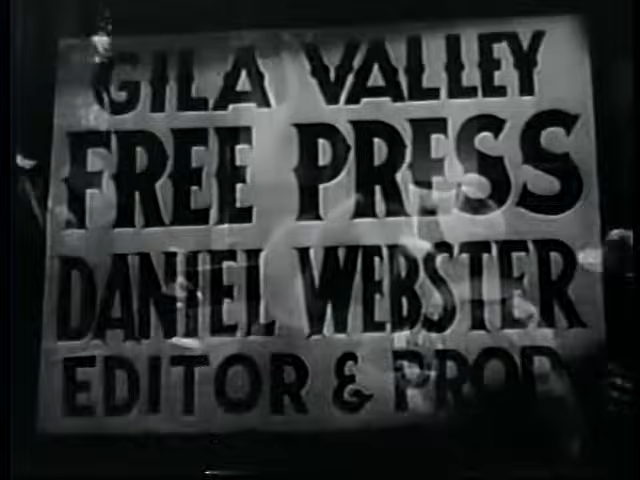 GILA VALLEY
FREE PRESS
DANIEL WEBSTER
EDITOR & PROP